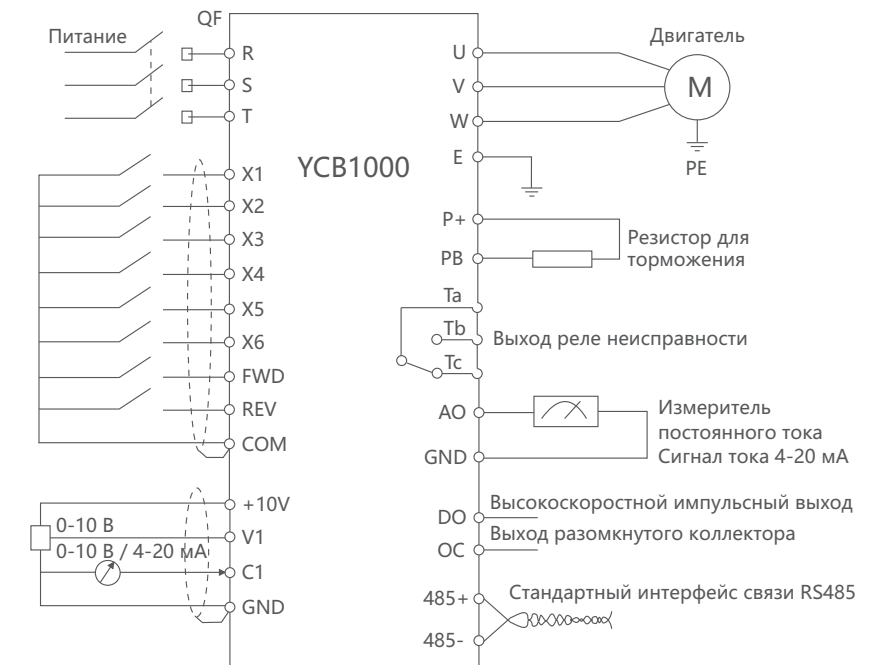 QF
Питание
R
S
T
X1
X2
X3
X4
X5
X6
FWD
REV
COM
+10V
0-10 В
V1
0-10 В / 4-20 мА
C1
GND
YCB1000
Двигатель
U
V
M
W
E
PE
P+
Резистор для
торможения
PB
Ta
Tb
Выход реле неисправности
Tc
AO
Измеритель
постоянного тока
Сигнал тока 4-20 мА
GND
Высокоскоростной импульсный выход
DO
Выход разомкнутого коллектора
OC
Стандартный интерфейс связи RS485
485+
485-